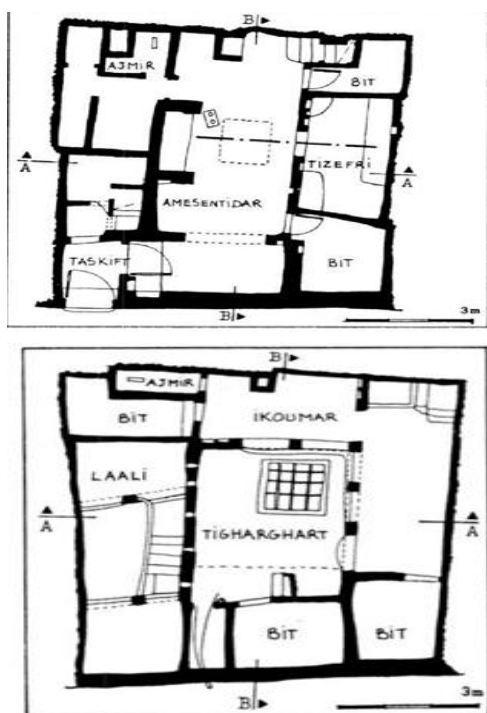 B
AJMIR
BIT
TIZEFRI
A
A
AMESENTIDAR
TASKIFT
BIT
B
3m
B
AJMIR
BIT
IKOUMAR
LAALI
A
A
TIGHARGHART
BIT
BIT
B
3m